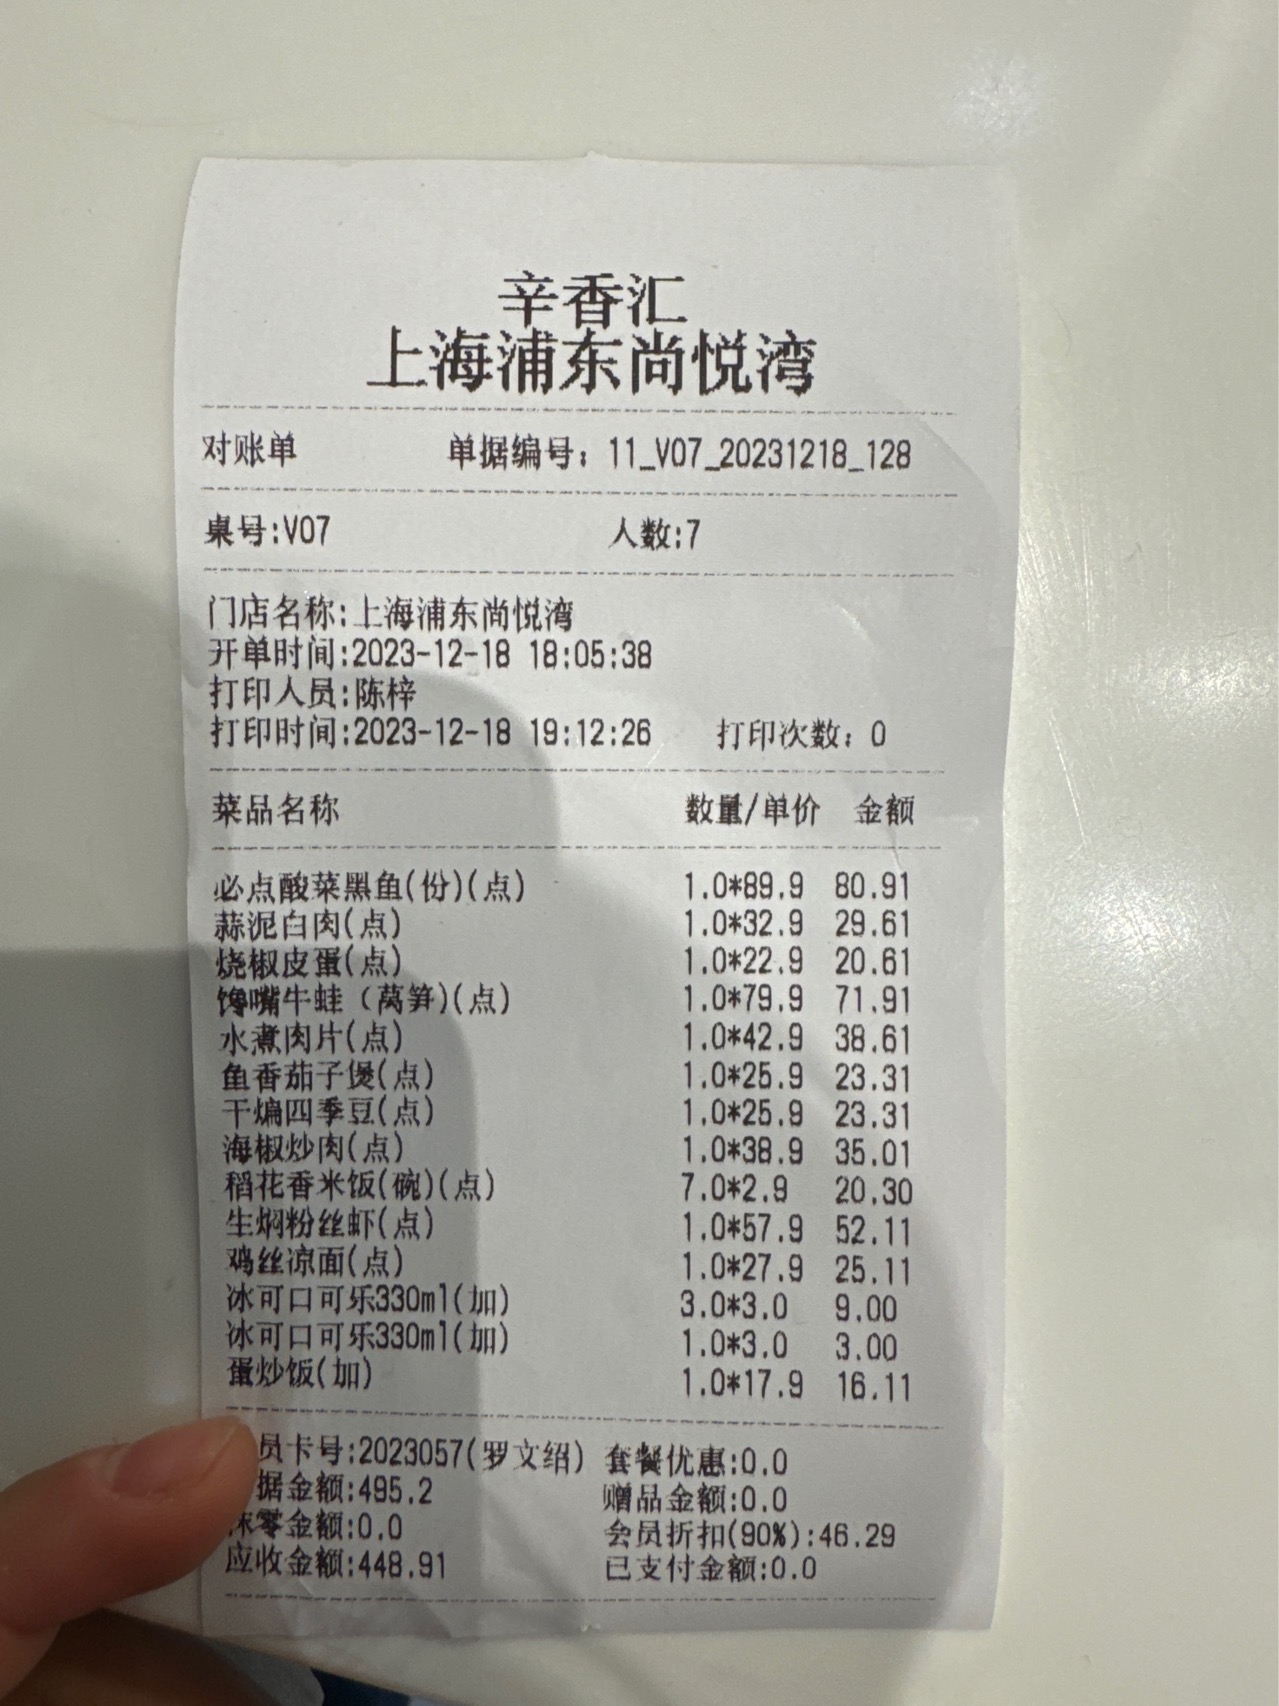 辛香汇
上海浦东尚悦湾
对账单 单据编号：11_V07_20231218_128
桌号:V07 人数:7
门店名称:上海浦东尚悦湾
开单时间:2023-12-18 18:05:38
打印人员:陈梓
打印时间:2023-12-18 19:12:26 打印次数：0
菜品名称 数量/单价 金额
必点酸菜黑鱼(份)(点) 1.0*89.9 80.91
蒜泥白肉(点) 1.0*32.9 29.61
烧椒皮蛋(点) 1.0*22.9 20.61
馋嘴牛蛙（莴笋)(点) 1.0*79.9 71.91
水煮肉片(点) 1.0*42.9 38.61
鱼香茄子煲(点) 1.0*25.9 23.31
干煸四季豆(点) 1.0*25.9 23.31
海椒炒肉(点) 1.0*38.9 35.01
稻花香米饭(碗)(点) 7.0*2.9 20.30
生焖粉丝虾(点) 1.0*57.9 52.11
鸡丝凉面(点) 1.0*27.9 25.11
冰可口可乐330ml(加) 3.0*3.0 9.00
冰可口可乐330ml(加) 1.0*3.0 3.00
蛋炒饭(加) 1.0*17.9 16.11
员卡号:2023057(罗文绍) 套餐优惠:0.0
据金额:495.2 赠品金额:0.0
抹零金额:0.0 会员折扣(90%):46.29
应收金额:448.91 已支付金额:0.0